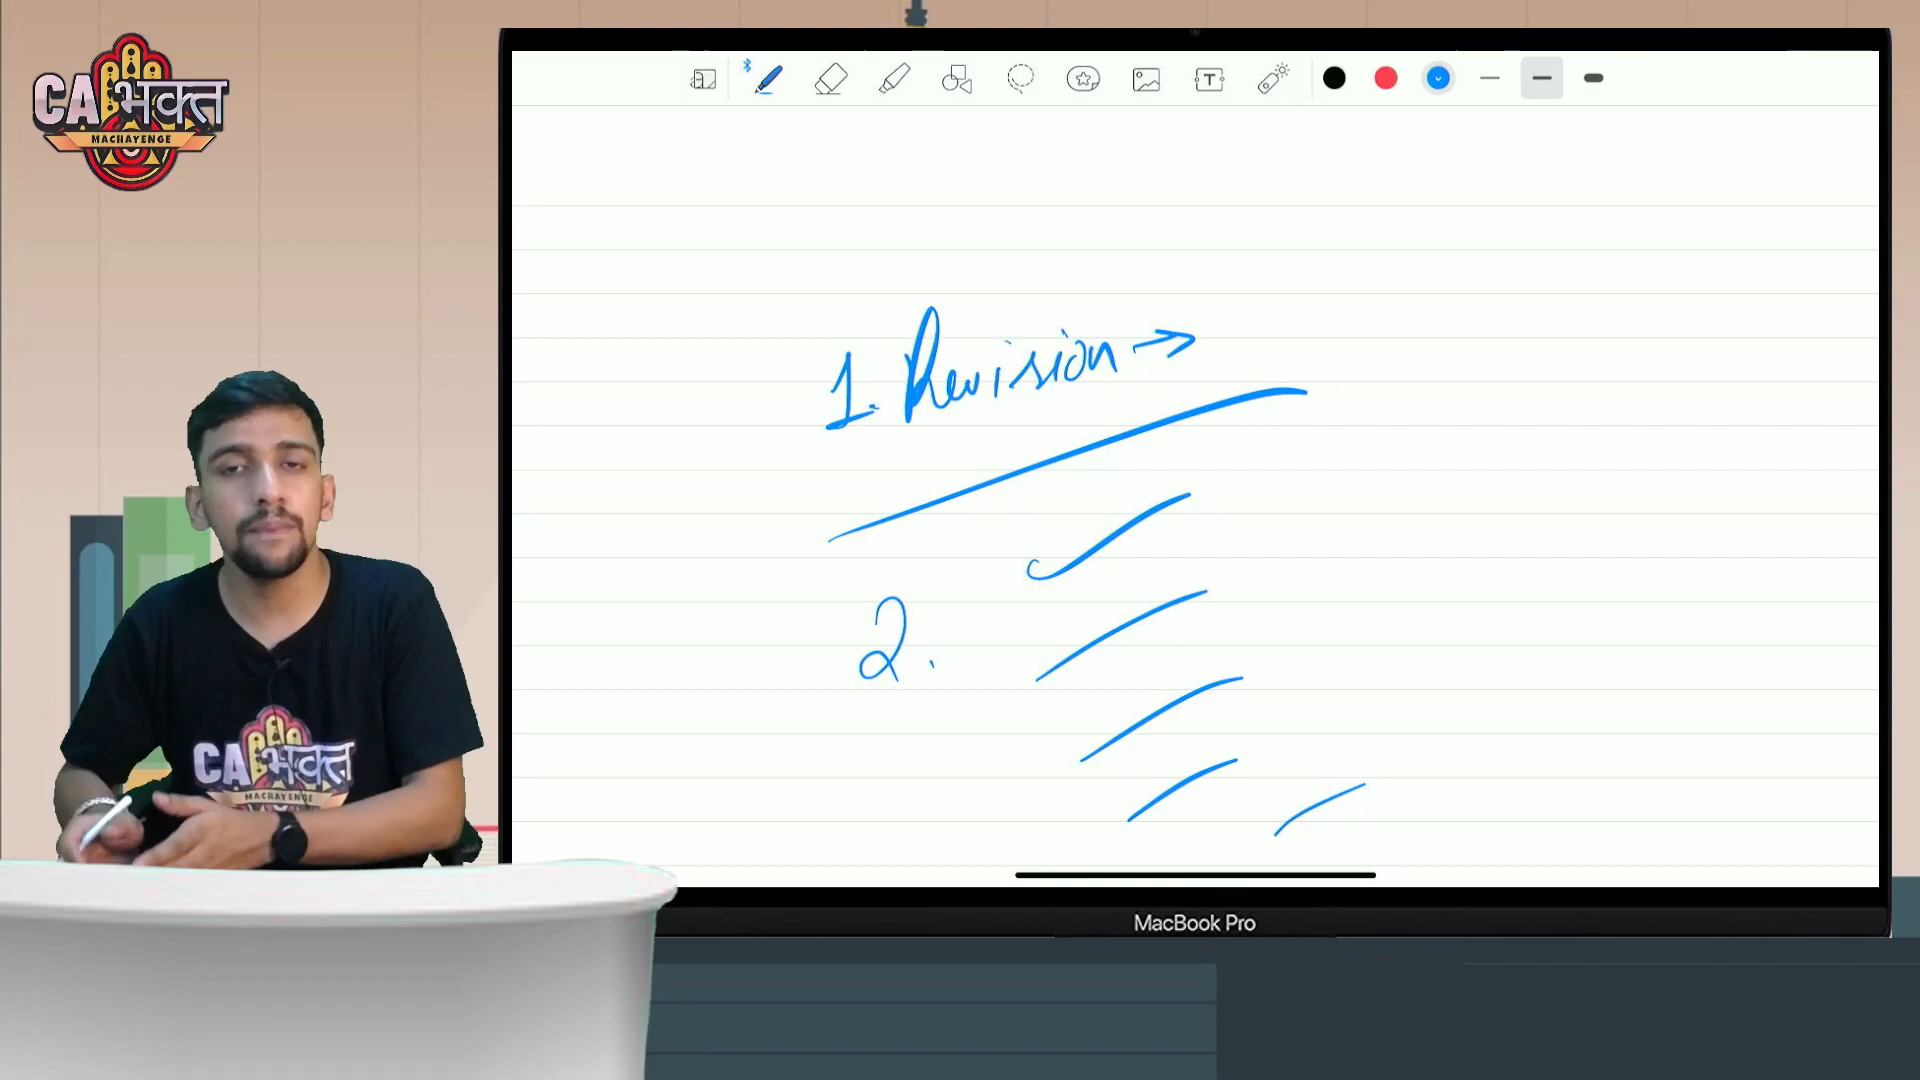 CA भक्त
MACHAYENGE
1. Revision →
2.
CA भक्त
MACHAYENGE
MacBook Pro